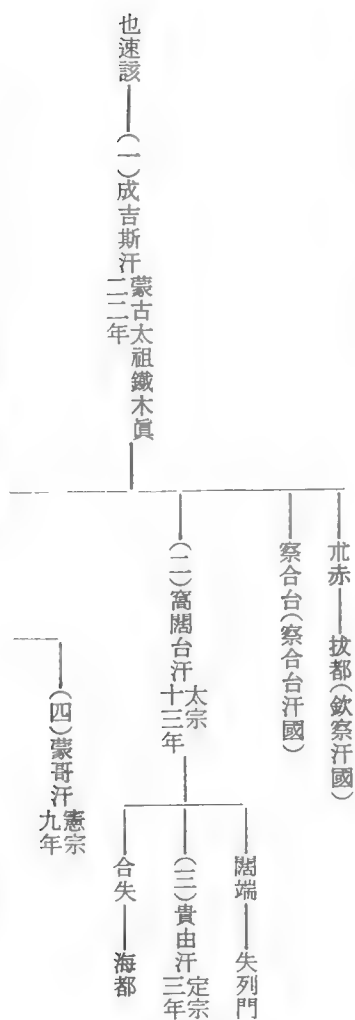 也速該
(一)成吉斯汗
蒙古太祖鐵木眞
二二年
朮赤
拔都(欽察汗國)
察合台(察合台汗國)
(二)窩闊台汗
太宗
十三年
闊端
失列門
(三)貴由汗
定宗
三年
合失
海都
(四)蒙哥汗
憲宗
九年